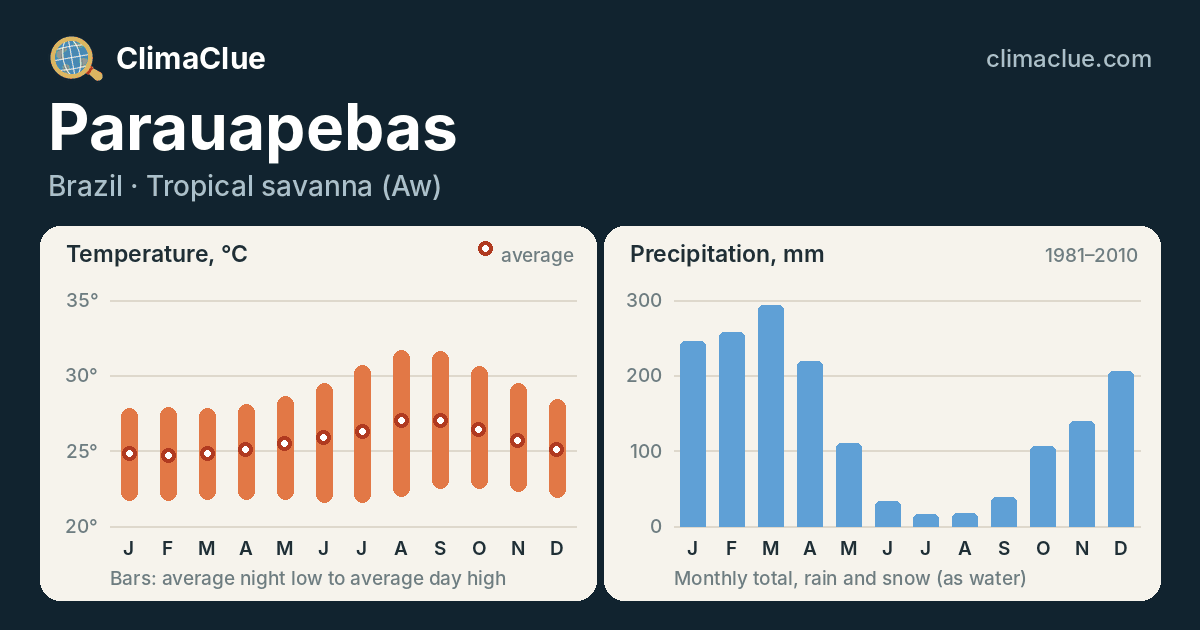 ClimaClue
climaclue.com
Parauapebas
Brazil · Tropical savanna (Aw)
Temperature, °C
average
35°
30°
25°
20°
J F M A M J J A S O N D
Bars: average night low to average day high
Precipitation, mm
1981–2010
300
200
100
0
J F M A M J J A S O N D
Monthly total, rain and snow (as water)